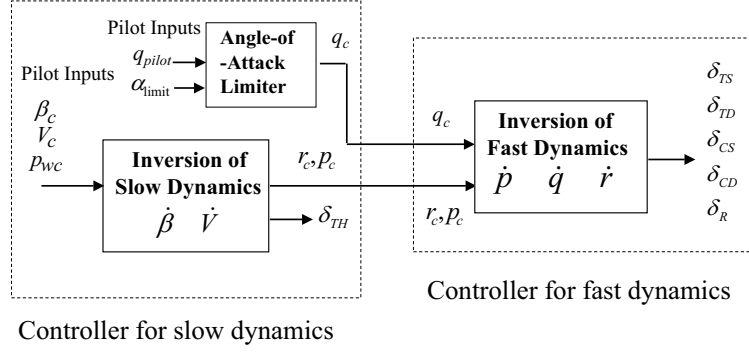 Pilot Inputs
q_pilot
α_limit
Angle-of
-Attack
Limiter
q_c
Pilot Inputs
β_c
V_c
p_wc
Inversion of
Slow Dynamics
β̇ V̇
r_c, p_c
δ_TH
q_c
r_c, p_c
Inversion of
Fast Dynamics
ṗ q̇ ṙ
δ_TS
δ_TD
δ_CS
δ_CD
δ_R
Controller for fast dynamics
Controller for slow dynamics